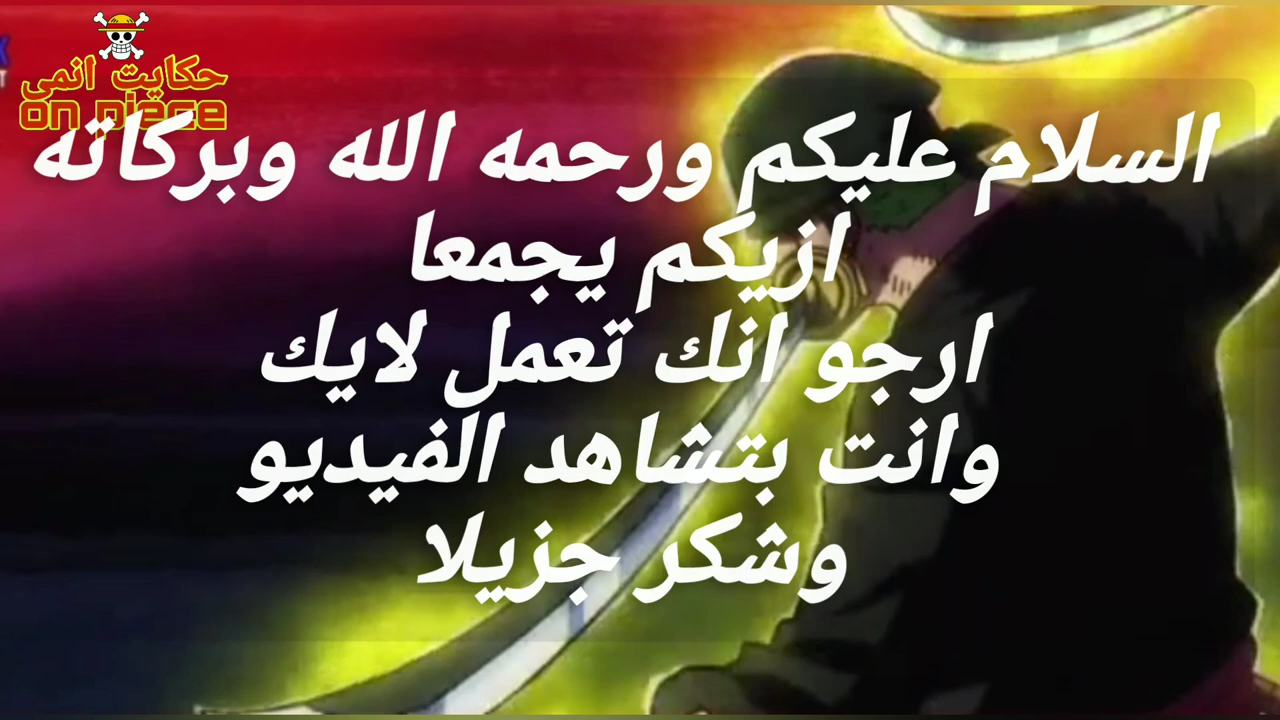 حكايت انمى
on piece
السلام عليكم ورحمه الله وبركاته
ازيكم يجمعا
ارجو انك تعمل لايك
وانت بتشاهد الفيديو
وشكر جزيلا